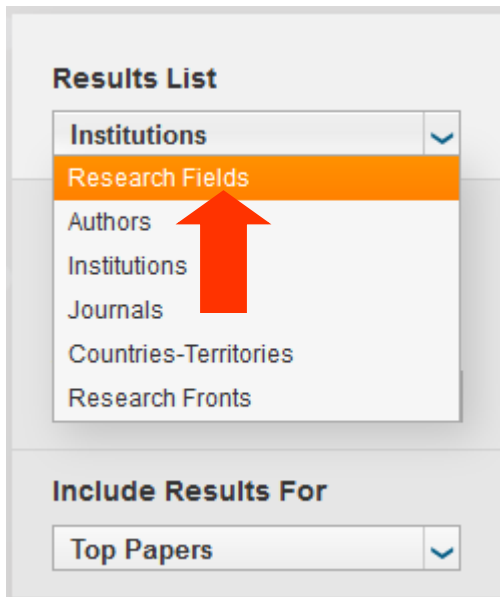 Results List
Institutions
Research Fields
Authors
Institutions
Journals
Countries-Territories
Research Fronts
Include Results For
Top Papers